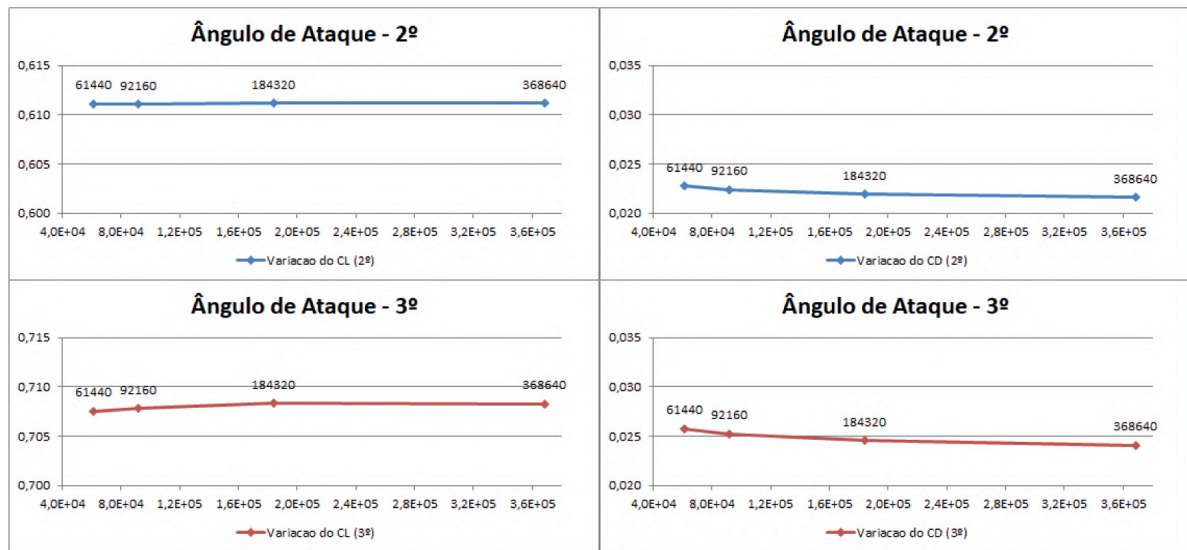 Ângulo de Ataque - 2º
0,615
61440 92160 184320 368640
0,610
0,605
0,600
4,0E+04 8,0E+04 1,2E+05 1,6E+05 2,0E+05 2,4E+05 2,8E+05 3,2E+05 3,6E+05
Variacao do CL (2º)
Ângulo de Ataque - 2º
0,035
0,030
0,025
61440 92160 184320 368640
0,020
4,0E+04 8,0E+04 1,2E+05 1,6E+05 2,0E+05 2,4E+05 2,8E+05 3,2E+05 3,6E+05
Variacao do CD (2º)
Ângulo de Ataque - 3º
0,715
0,710
61440 92160 184320 368640
0,705
0,700
4,0E+04 8,0E+04 1,2E+05 1,6E+05 2,0E+05 2,4E+05 2,8E+05 3,2E+05 3,6E+05
Variacao do CL (3º)
Ângulo de Ataque - 3º
0,035
0,030
61440 92160 184320 368640
0,025
0,020
4,0E+04 8,0E+04 1,2E+05 1,6E+05 2,0E+05 2,4E+05 2,8E+05 3,2E+05 3,6E+05
Variacao do CD (3º)